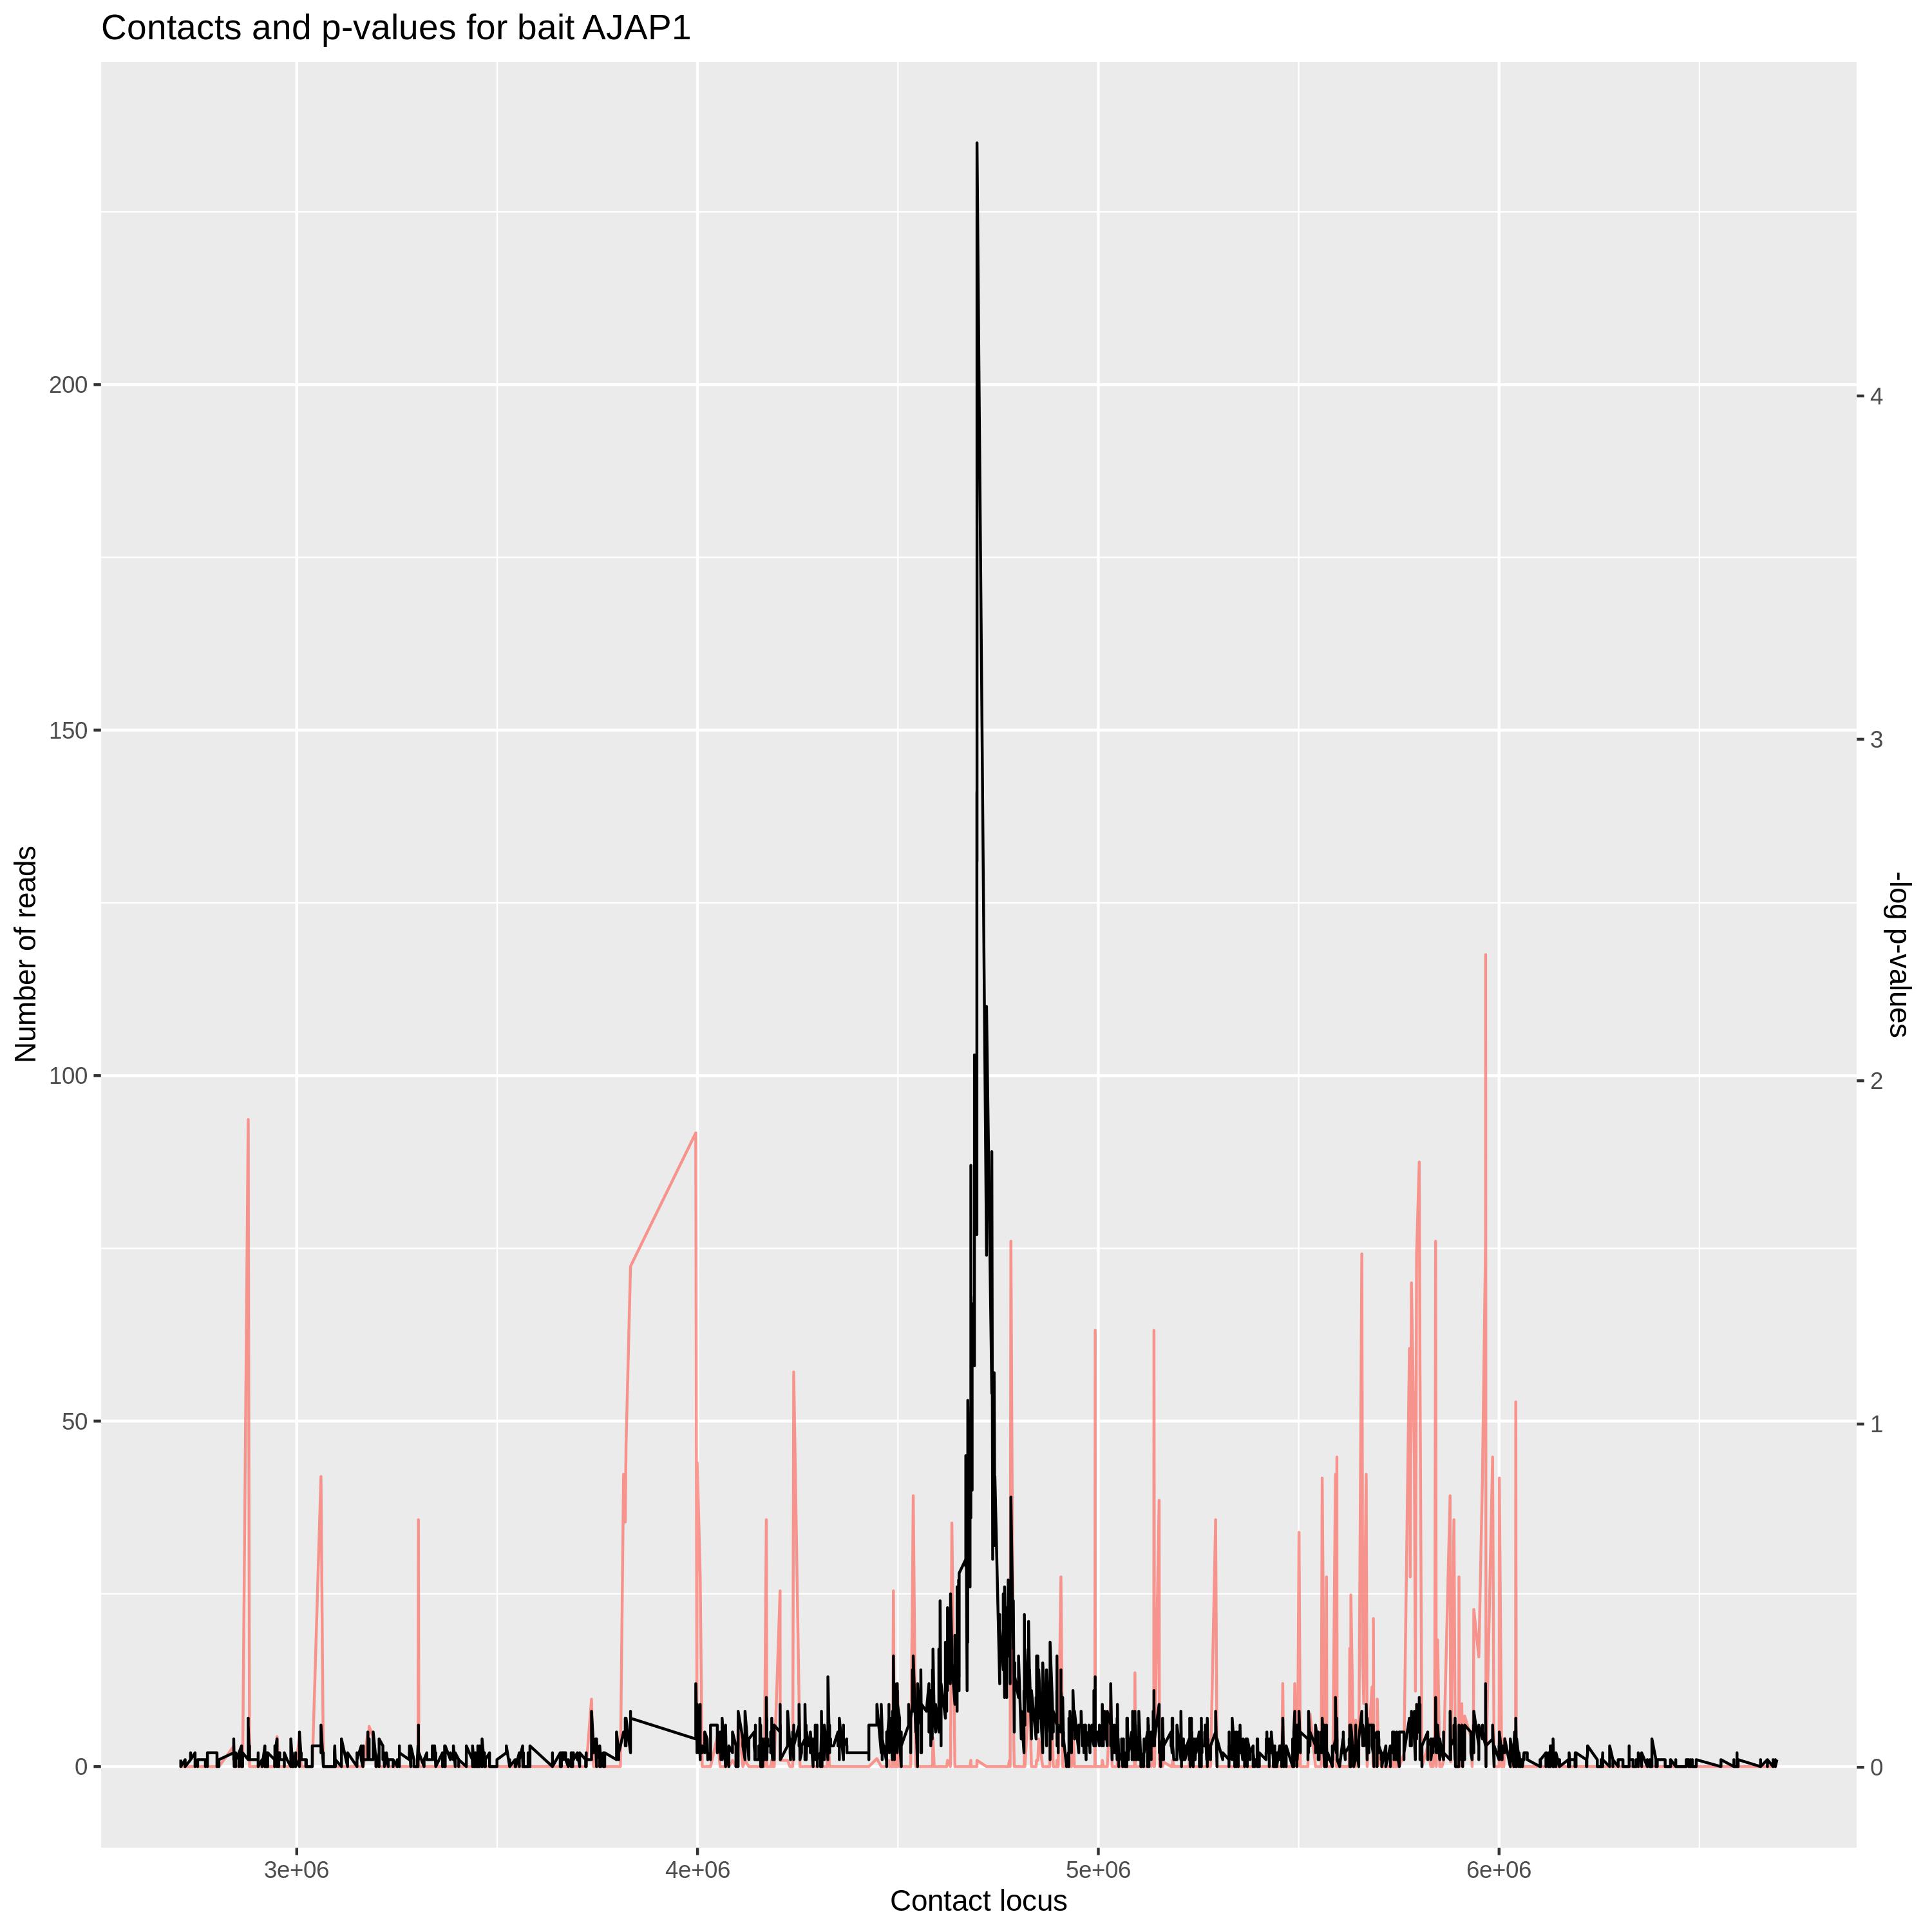 Contacts and p-values for bait AJAP1
Number of reads
200
150
100
50
0
-log p-values
4
3
2
1
0
3e+06
4e+06
5e+06
6e+06
Contact locus